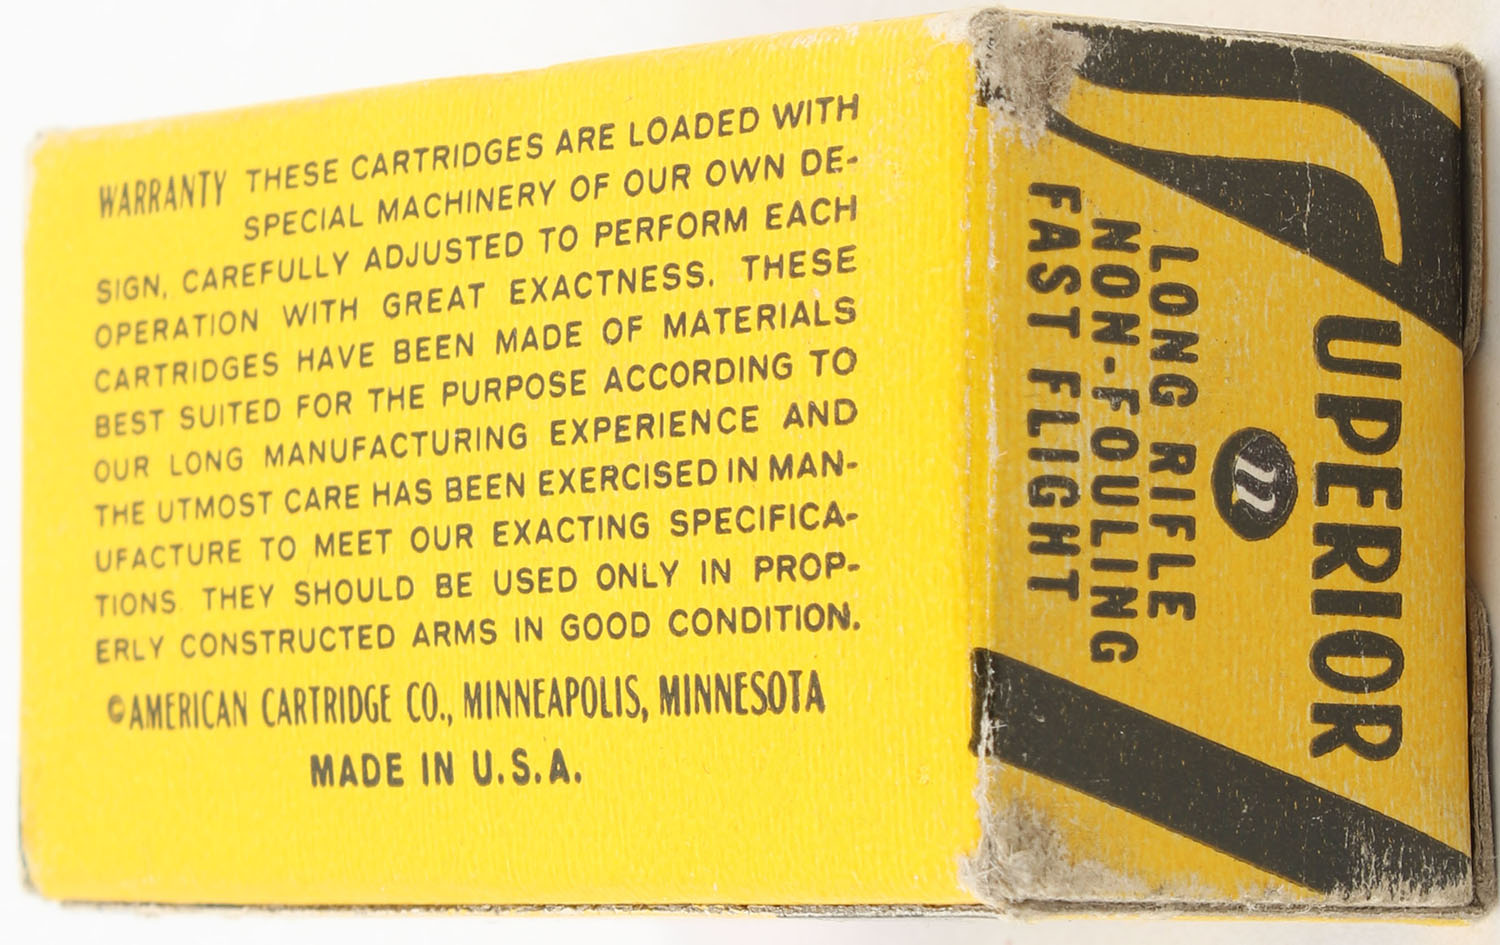 WARRANTY THESE CARTRIDGES ARE LOADED WITH
SPECIAL MACHINERY OF OUR OWN DE-
SIGN, CAREFULLY ADJUSTED TO PERFORM EACH
OPERATION WITH GREAT EXACTNESS. THESE
CARTRIDGES HAVE BEEN MADE OF MATERIALS
BEST SUITED FOR THE PURPOSE ACCORDING TO
OUR LONG MANUFACTURING EXPERIENCE AND
THE UTMOST CARE HAS BEEN EXERCISED IN MAN-
UFACTURE TO MEET OUR EXACTING SPECIFICA-
TIONS THEY SHOULD BE USED ONLY IN PROP-
ERLY CONSTRUCTED ARMS IN GOOD CONDITION.
©AMERICAN CARTRIDGE CO., MINNEAPOLIS, MINNESOTA
MADE IN U.S.A.
SUPERIOR
22
LONG RIFLE
NON-FOULING
FAST FLIGHT